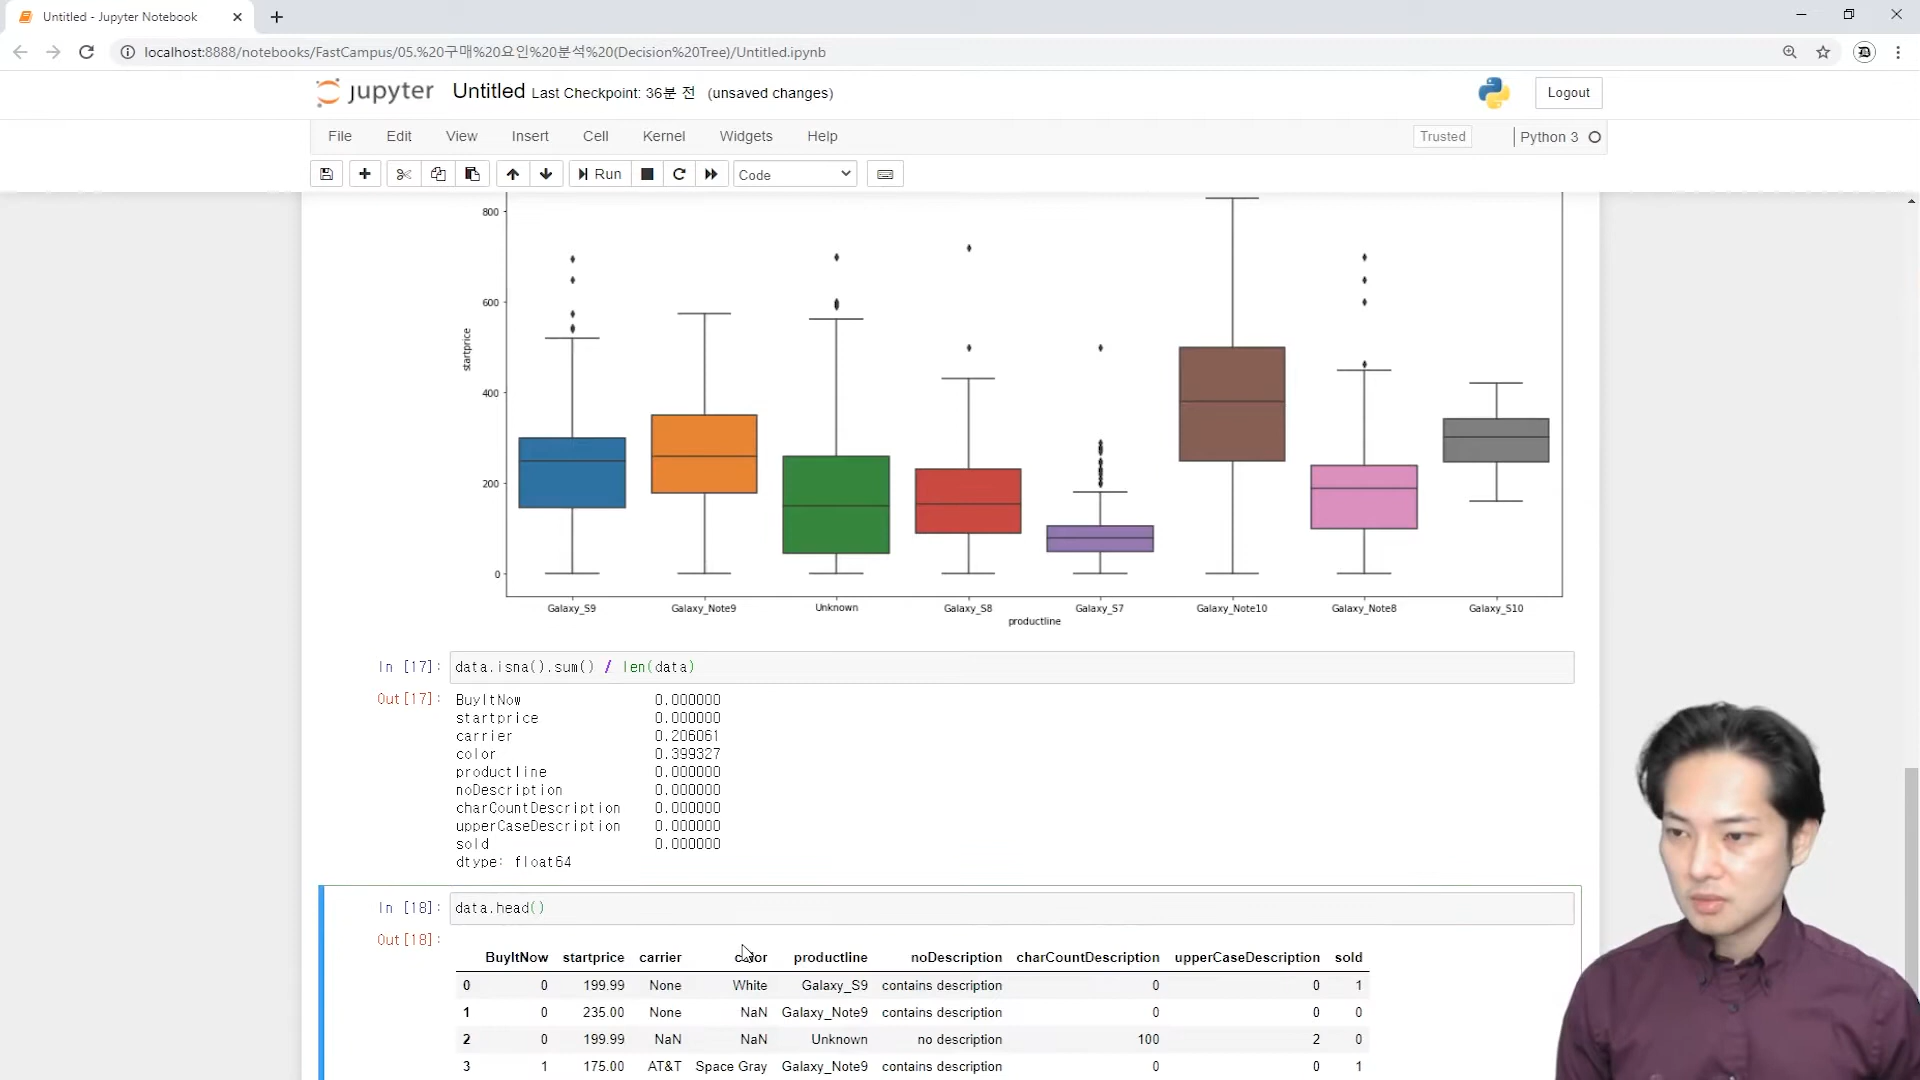 Untitled - Jupyter Notebook
localhost:8888/notebooks/FastCampus/05.%20구매%20요인%20분석%20(Decision%20Tree)/Untitled.ipynb
jupyter Untitled Last Checkpoint: 36분 전 (unsaved changes) Logout
File Edit View Insert Cell Kernel Widgets Help Trusted Python 3
Run Code
800
600
400
200
0
startprice
Galaxy_S9 Galaxy_Note9 Unknown Galaxy_S8 Galaxy_S7 Galaxy_Note10 Galaxy_Note8 Galaxy_S10
productline
In [17]: data.isna().sum() / len(data)
Out[17]: BuyItNow 0.000000
startprice 0.000000
carrier 0.206061
color 0.399327
productline 0.000000
noDescription 0.000000
charCountDescription 0.000000
upperCaseDescription 0.000000
sold 0.000000
dtype: float64
In [18]: data.head()
Out[18]:
BuyItNow startprice carrier color productline noDescription charCountDescription upperCaseDescription sold
0 0 199.99 None White Galaxy_S9 contains description 0 0 1
1 0 235.00 None NaN Galaxy_Note9 contains description 0 0 0
2 0 199.99 NaN NaN Unknown no description 100 2 0
3 1 175.00 AT&T Space Gray Galaxy_Note9 contains description 0 0 1